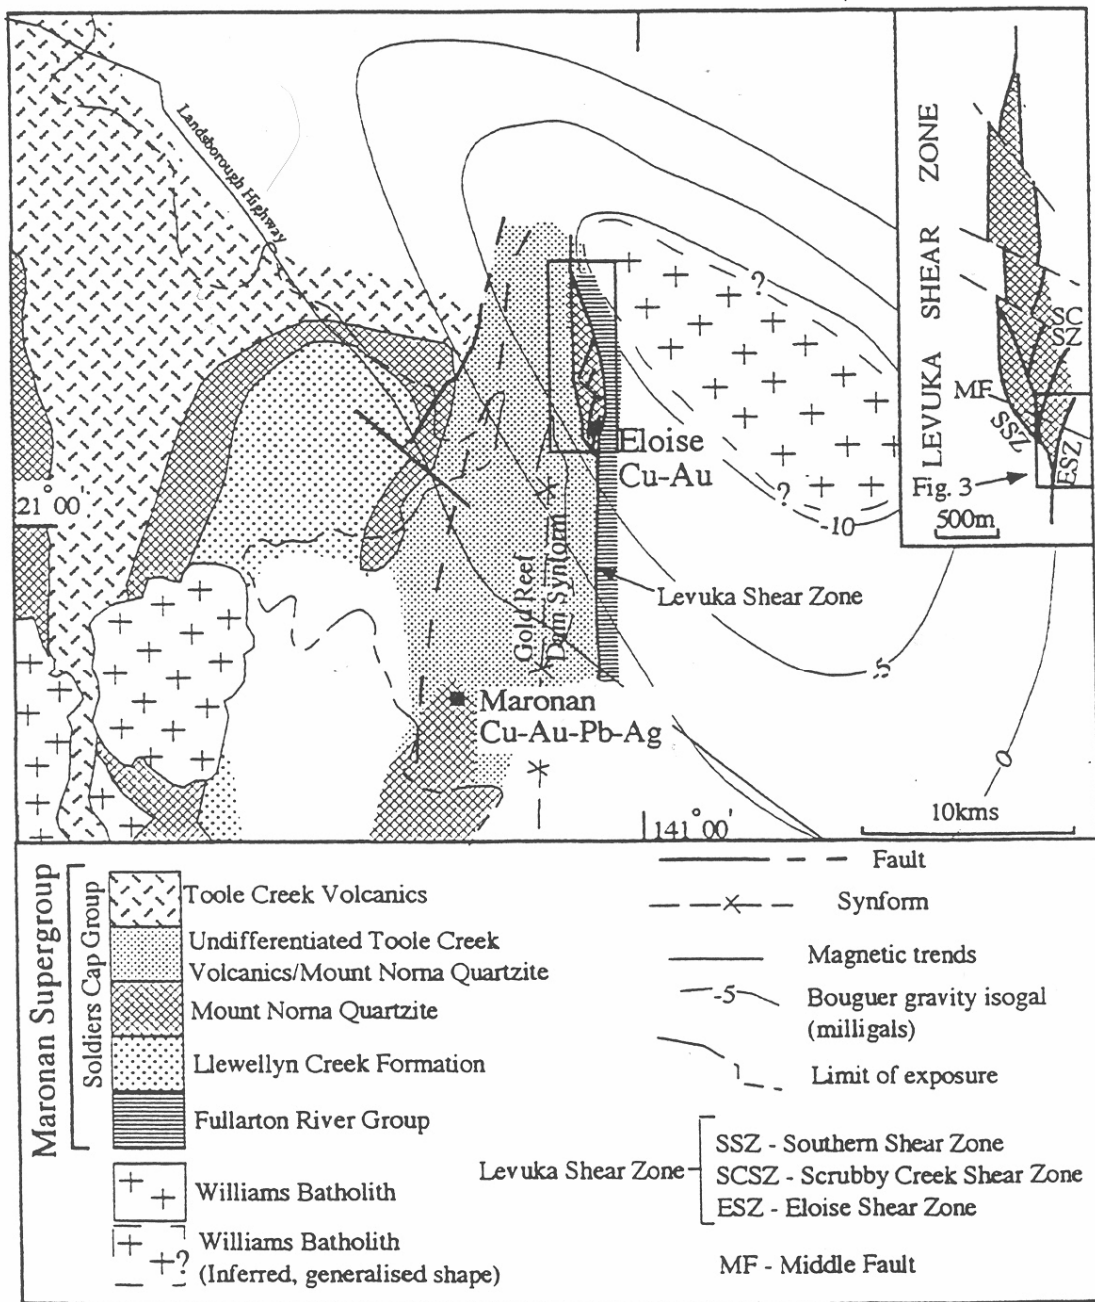 Landsborough Highway
LEVUKA SHEAR ZONE
SC
SZ
MF
SSZ
ESZ
Fig. 3
500m
?
Eloise
Cu-Au
?
-10
21°00'
Gold Reef
Dam Synform
Levuka Shear Zone
-5
Maronan
Cu-Au-Pb-Ag
0
141°00'
10kms
Maronan Supergroup
Soldiers Cap Group
Toole Creek Volcanics
Undifferentiated Toole Creek
Volcanics/Mount Norna Quartzite
Mount Norna Quartzite
Llewellyn Creek Formation
Fullarton River Group
Williams Batholith
?
Williams Batholith
(Inferred, generalised shape)
Fault
Synform
Magnetic trends
-5
Bouguer gravity isogal
(milligals)
Limit of exposure
Levuka Shear Zone
SSZ - Southern Shear Zone
SCSZ - Scrubby Creek Shear Zone
ESZ - Eloise Shear Zone
MF - Middle Fault